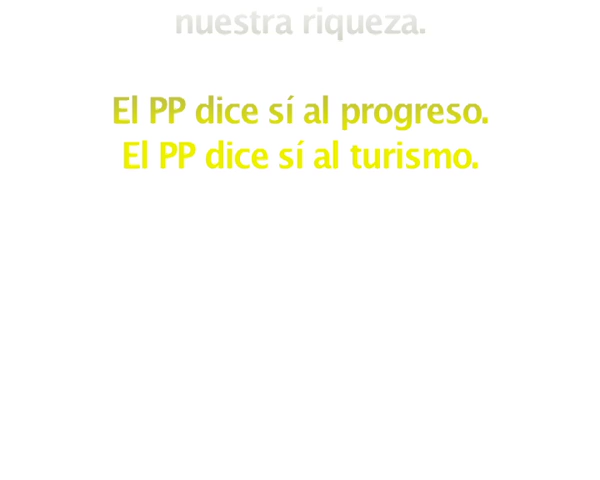 nuestra riqueza.
El PP dice sí al progreso.
El PP dice sí al turismo.